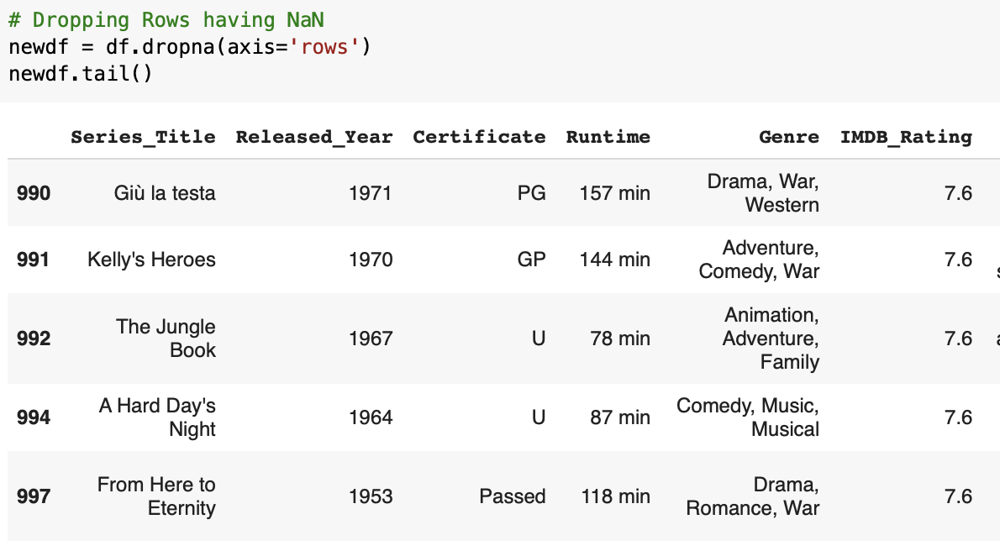 # Dropping Rows having NaN
newdf = df.dropna(axis='rows')
newdf.tail()
Series_Title Released_Year Certificate Runtime Genre IMDB_Rating
990 Giù la testa 1971 PG 157 min Drama, War, Western 7.6
991 Kelly's Heroes 1970 GP 144 min Adventure, Comedy, War 7.6
992 The Jungle Book 1967 U 78 min Animation, Adventure, Family 7.6
994 A Hard Day's Night 1964 U 87 min Comedy, Music, Musical 7.6
997 From Here to Eternity 1953 Passed 118 min Drama, Romance, War 7.6